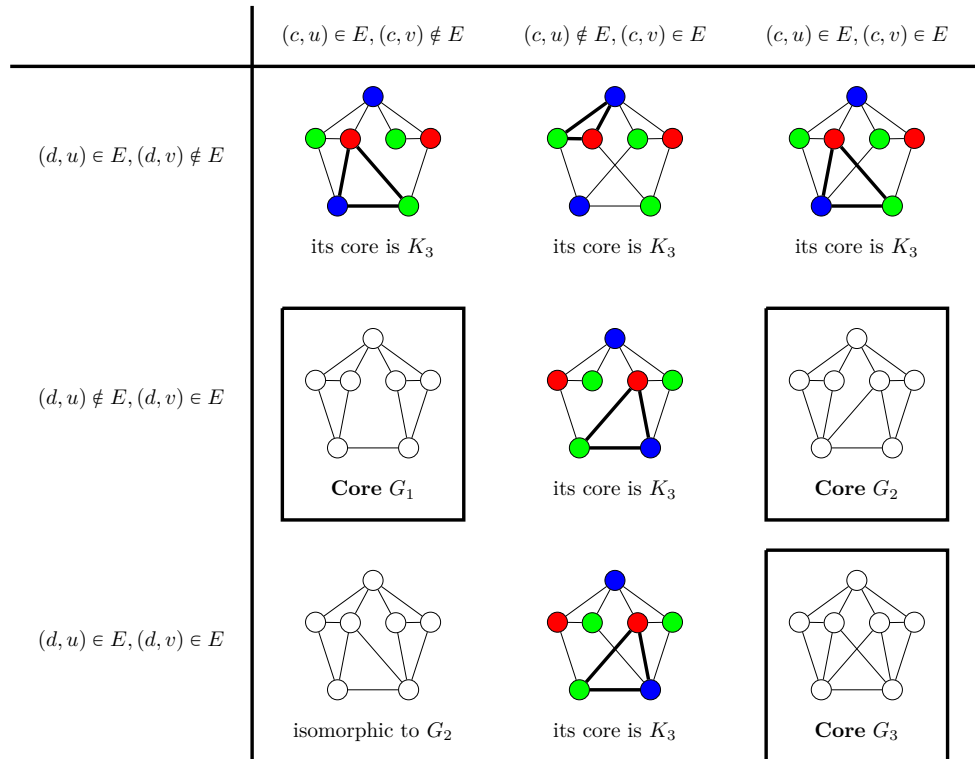 (c, u) ∈ E, (c, v) ∉ E (c, u) ∉ E, (c, v) ∈ E (c, u) ∈ E, (c, v) ∈ E
(d, u) ∈ E, (d, v) ∉ E
its core is K₃ its core is K₃ its core is K₃
(d, u) ∉ E, (d, v) ∈ E
Core G₁ its core is K₃ Core G₂
(d, u) ∈ E, (d, v) ∈ E
isomorphic to G₂ its core is K₃ Core G₃